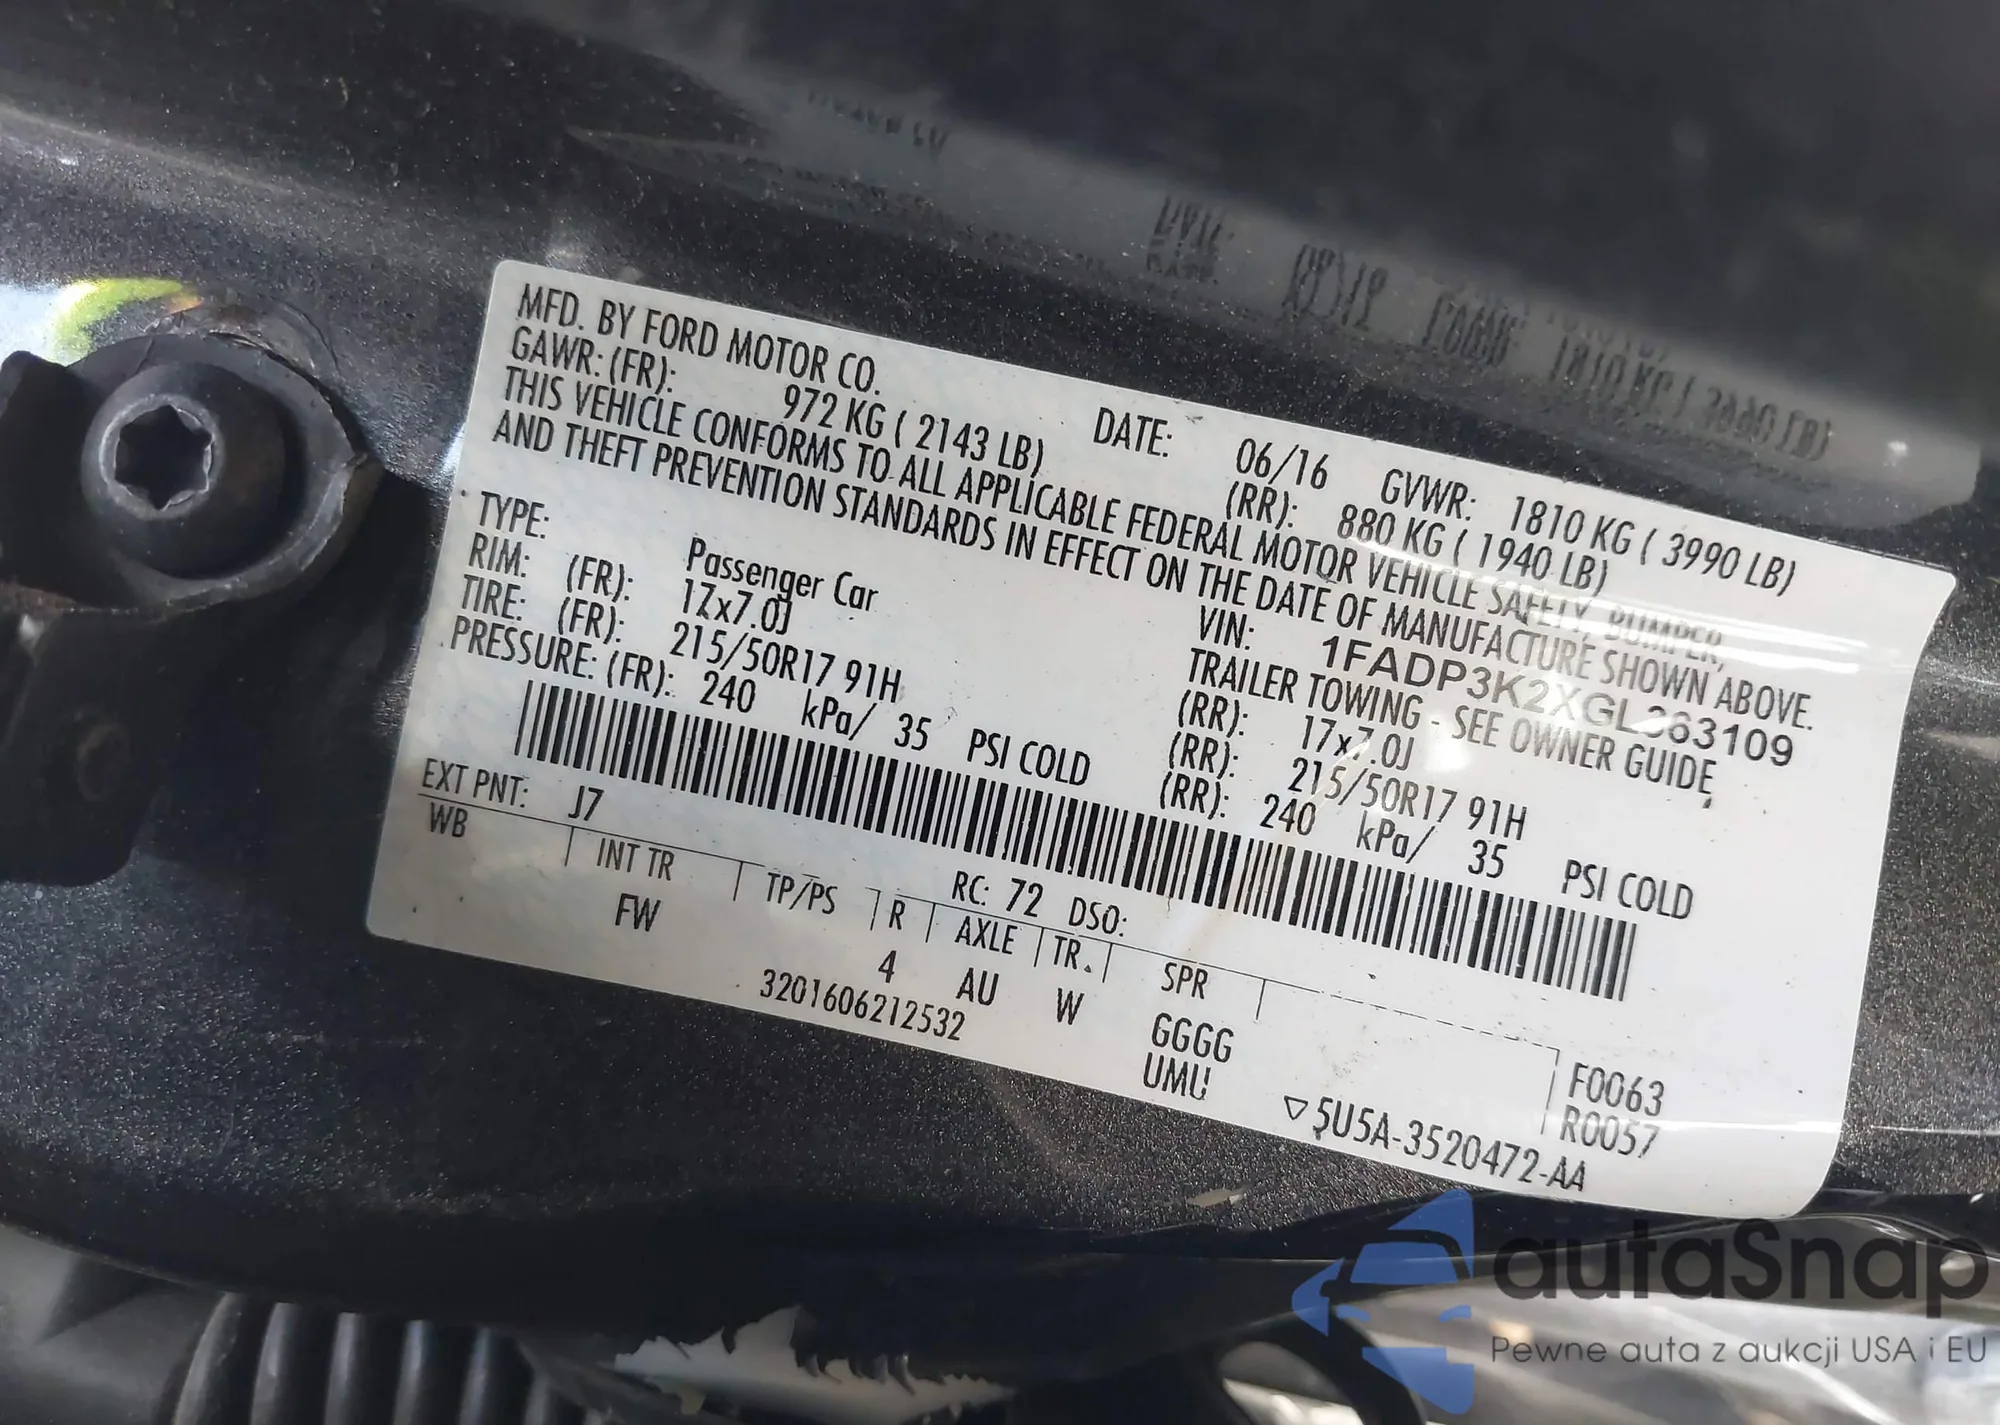 MFD. BY FORD MOTOR CO. DATE: 06/16 GVWR: 1810 KG ( 3990 LB)
GAWR: (FR): 972 KG ( 2143 LB) (RR): 880 KG ( 1940 LB)
THIS VEHICLE CONFORMS TO ALL APPLICABLE FEDERAL MOTOR VEHICLE SAFETY, BUMPER,
AND THEFT PREVENTION STANDARDS IN EFFECT ON THE DATE OF MANUFACTURE SHOWN ABOVE.
VIN: 1FADP3K2XGL363109
TYPE: Passenger Car TRAILER TOWING - SEE OWNER GUIDE,
RIM: (FR): 17x7.0J (RR): 17x7.0J
TIRE: (FR): 215/50R17 91H (RR): 215/50R17 91H
PRESSURE: (FR): 240 kPa/ 35 PSI COLD (RR): 240 kPa/ 35 PSI COLD
EXT PNT: J7 RC: 72 DSO:
WB INT TR TP/PS R AXLE TR. SPR
FW 4 AU W GGGG F0063
3201606212532 UMU R0057
▽5U5A-3520472-AA
autaSnap
Pewne auta z aukcji USA i EU